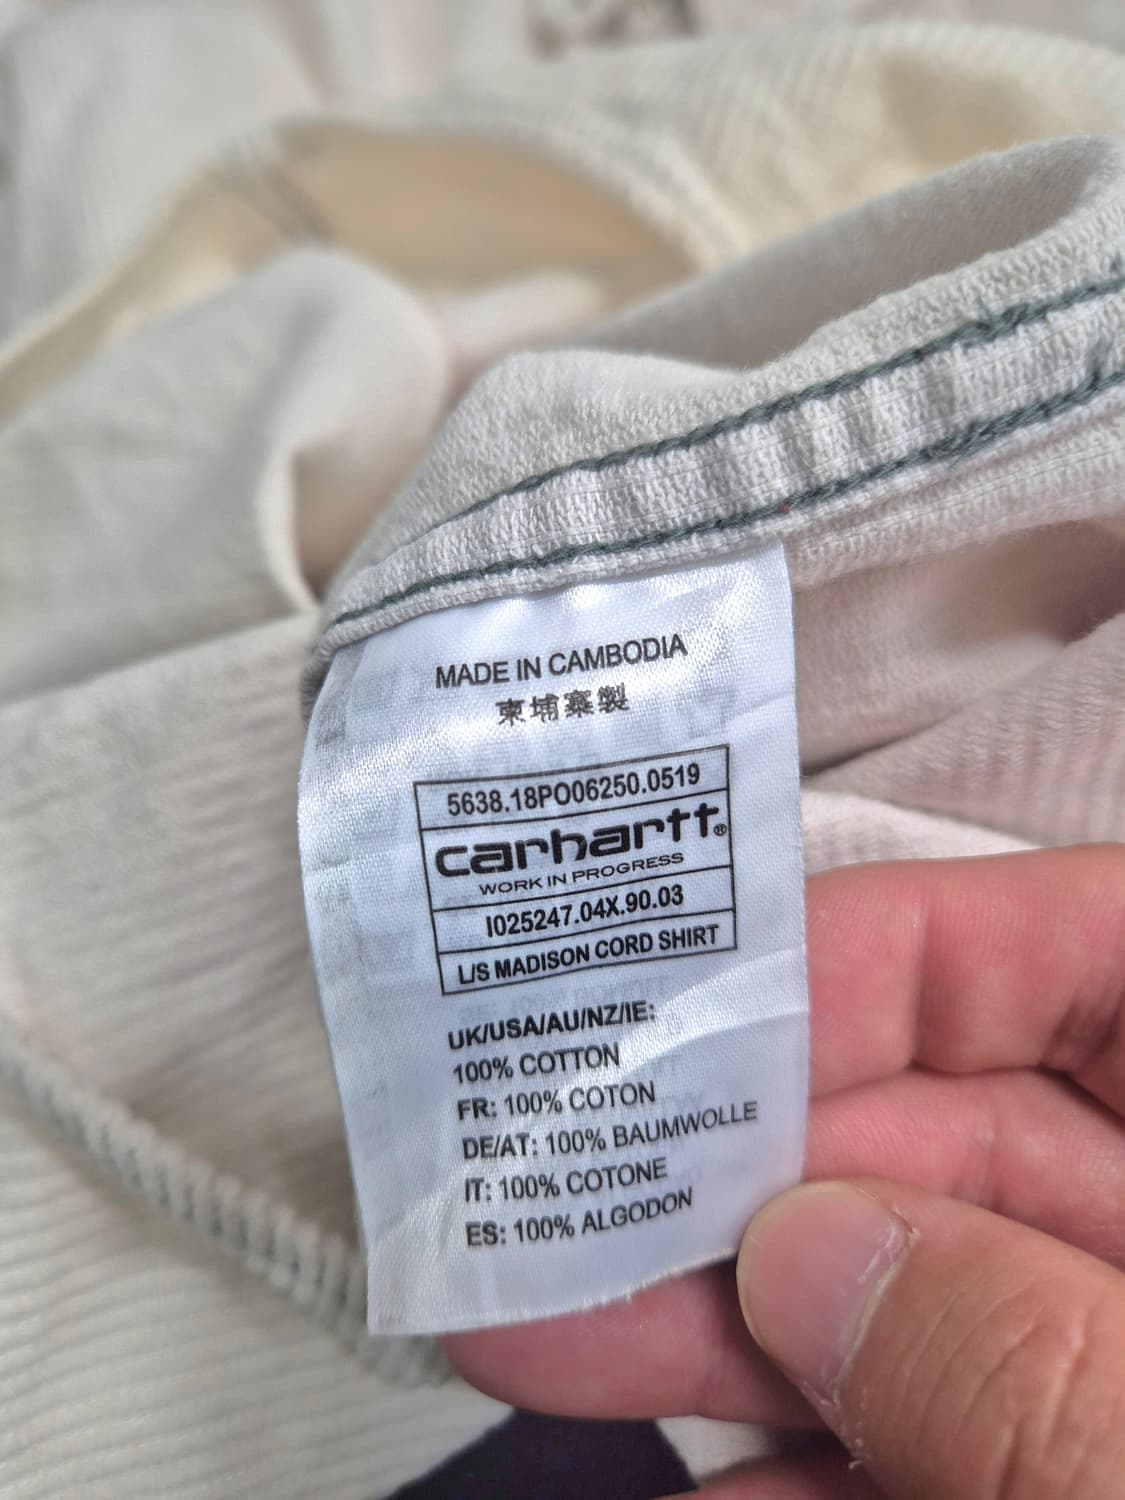 MADE IN CAMBODIA
柬埔寨製
5638.18PO06250.0519
carhartt®
WORK IN PROGRESS
I025247.04X.90.03
L/S MADISON CORD SHIRT
UK/USA/AU/NZ/IE:
100% COTTON
FR: 100% COTON
DE/AT: 100% BAUMWOLLE
IT: 100% COTONE
ES: 100% ALGODON